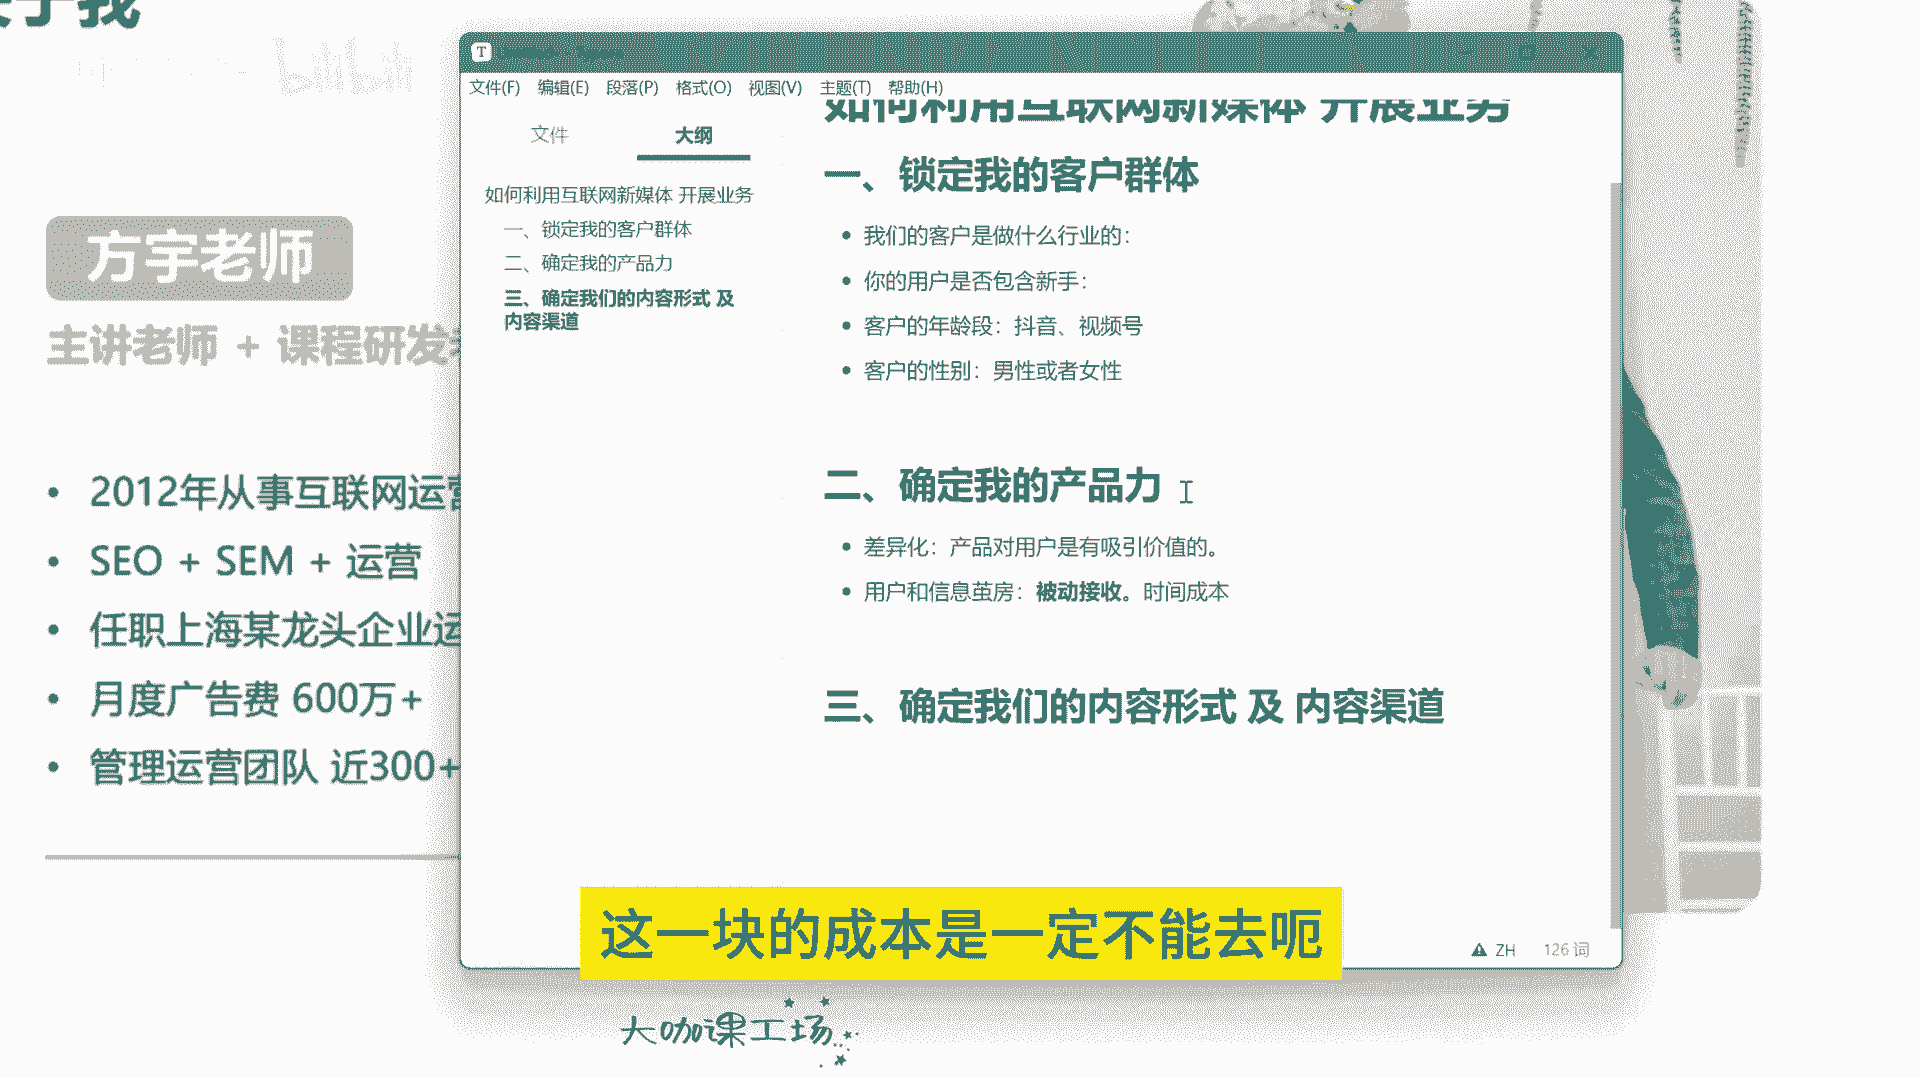 关于我
bilibili
方宇老师
主讲老师 + 课程研发
2012年从事互联网运营
SEO + SEM + 运营
任职上海某龙头企业运
月度广告费 600万+
管理运营团队 近300+
T
文件(F) 编辑(E) 段落(P) 格式(O) 视图(V) 主题(T) 帮助(H)
文件 大纲
如何利用互联网新媒体 开展业务
一、锁定我的客户群体
二、确定我的产品力
三、确定我们的内容形式 及
内容渠道
如何利用互联网新媒体 开展业务
一、锁定我的客户群体
我们的客户是做什么行业的：
你的用户是否包含新手：
客户的年龄段：抖音、视频号
客户的性别：男性或者女性
二、确定我的产品力
差异化：产品对用户是有吸引价值的。
用户和信息茧房：被动接收。时间成本
三、确定我们的内容形式 及 内容渠道
ZH 126 词
这一块的成本是一定不能去呃
大咖课工场